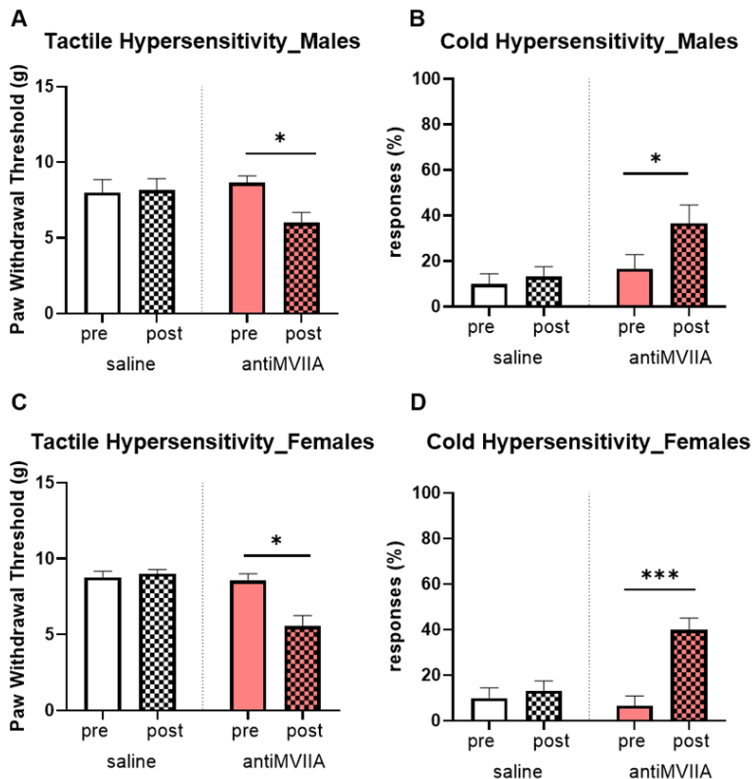 A
Tactile Hypersensitivity_Males
Paw Withdrawal Threshold (g)
15
10
5
0
*
pre post pre post
saline antiMVIIA
B
Cold Hypersensitivity_Males
responses (%)
100
80
60
40
20
0
*
pre post pre post
saline antiMVIIA
C
Tactile Hypersensitivity_Females
Paw Withdrawal Threshold (g)
15
10
5
0
*
pre post pre post
saline antiMVIIA
D
Cold Hypersensitivity_Females
responses (%)
100
80
60
40
20
0
***
pre post pre post
saline antiMVIIA